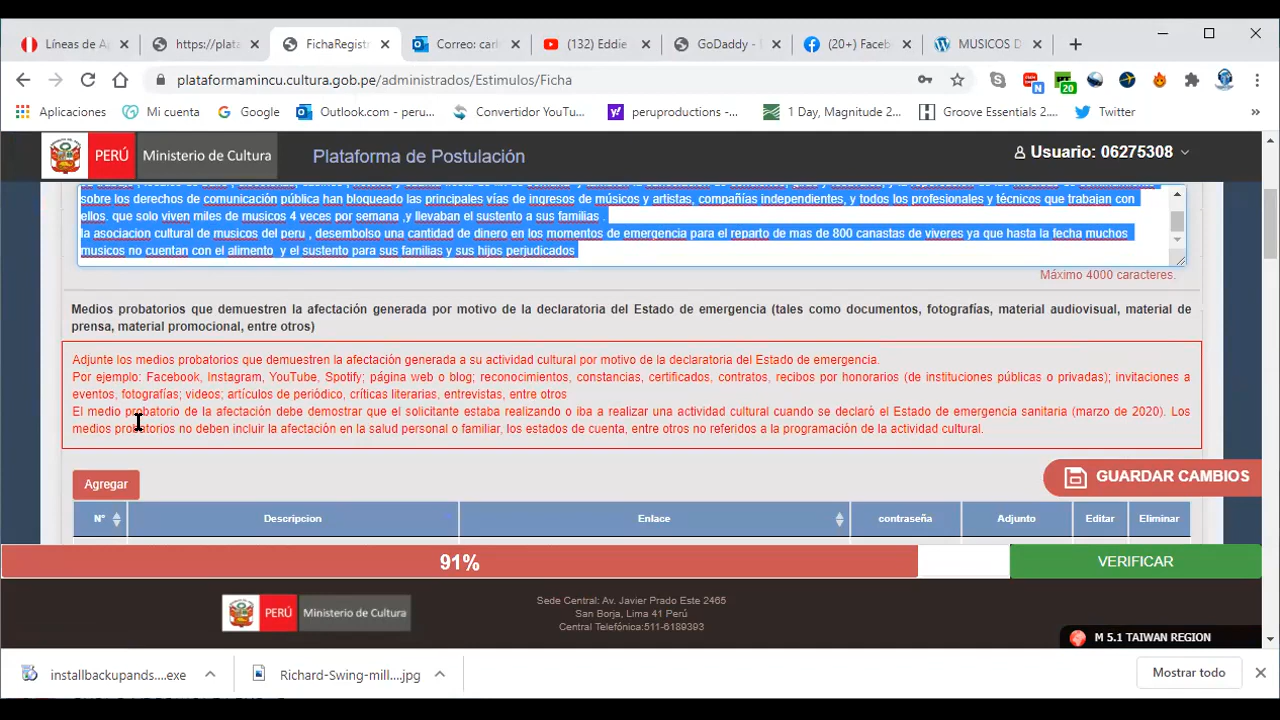 Líneas de A
https://plata
FichaRegistr
Correo: carl
(132) Eddie
GoDaddy -
(20+) Faceb
MUSICOS D
plataformamincu.cultura.gob.pe/administrados/Estimulos/Ficha
N
20
Aplicaciones
Mi cuenta
Google
Outlook.com - peru...
Convertidor YouTu...
peruproductions -...
1 Day, Magnitude 2...
Groove Essentials 2....
Twitter
PERÚ
Ministerio de Cultura
Plataforma de Postulación
Usuario: 06275308
sobre los derechos de comunicación pública han bloqueado las principales vías de ingresos de músicos y artistas, compañías independientes, y todos los profesionales y técnicos que trabajan con
ellos, que solo viven miles de musicos 4 veces por semana ,y llevaban el sustento a sus familias .
la asociacion cultural de musicos del peru , desembolso una cantidad de dinero en los momentos de emergencia para el reparto de mas de 800 canastas de viveres ya que hasta la fecha muchos
musicos no cuentan con el alimento y el sustento para sus familias y sus hijos perjudicados
Máximo 4000 caracteres.
Medios probatorios que demuestren la afectación generada por motivo de la declaratoria del Estado de emergencia (tales como documentos, fotografías, material audiovisual, material de
prensa, material promocional, entre otros)
Adjunte los medios probatorios que demuestren la afectación generada a su actividad cultural por motivo de la declaratoria del Estado de emergencia.
Por ejemplo: Facebook, Instagram, YouTube, Spotify; página web o blog; reconocimientos, constancias, certificados, contratos, recibos por honorarios (de instituciones públicas o privadas); invitaciones a
eventos, fotografías; videos; artículos de periódico, críticas literarias, entrevistas, entre otros
El medio probatorio de la afectación debe demostrar que el solicitante estaba realizando o iba a realizar una actividad cultural cuando se declaró el Estado de emergencia sanitaria (marzo de 2020). Los
medios probatorios no deben incluir la afectación en la salud personal o familiar, los estados de cuenta, entre otros no referidos a la programación de la actividad cultural.
Agregar
GUARDAR CAMBIOS
N°
Descripcion
Enlace
contraseña
Adjunto
Editar
Eliminar
91%
VERIFICAR
PERÚ
Ministerio de Cultura
Sede Central: Av. Javier Prado Este 2465
San Borja, Lima 41 Perú
Central Telefónica:511-6189393
M 5.1 TAIWAN REGION
installbackupands....exe
Richard-Swing-mill....jpg
Mostrar todo